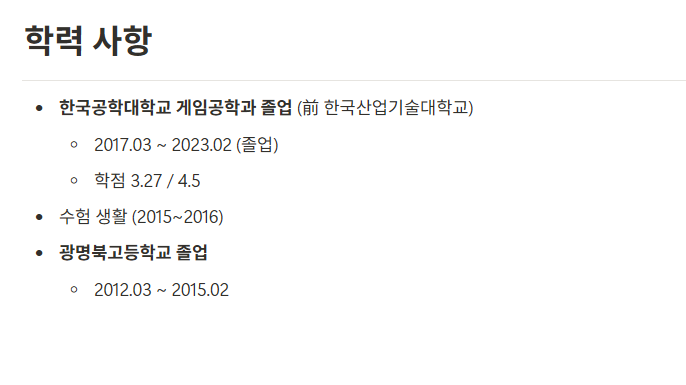 학력 사항
한국공학대학교 게임공학과 졸업 (前 한국산업기술대학교)
2017.03 ~ 2023.02 (졸업)
학점 3.27 / 4.5
수험 생활 (2015~2016)
광명북고등학교 졸업
2012.03 ~ 2015.02